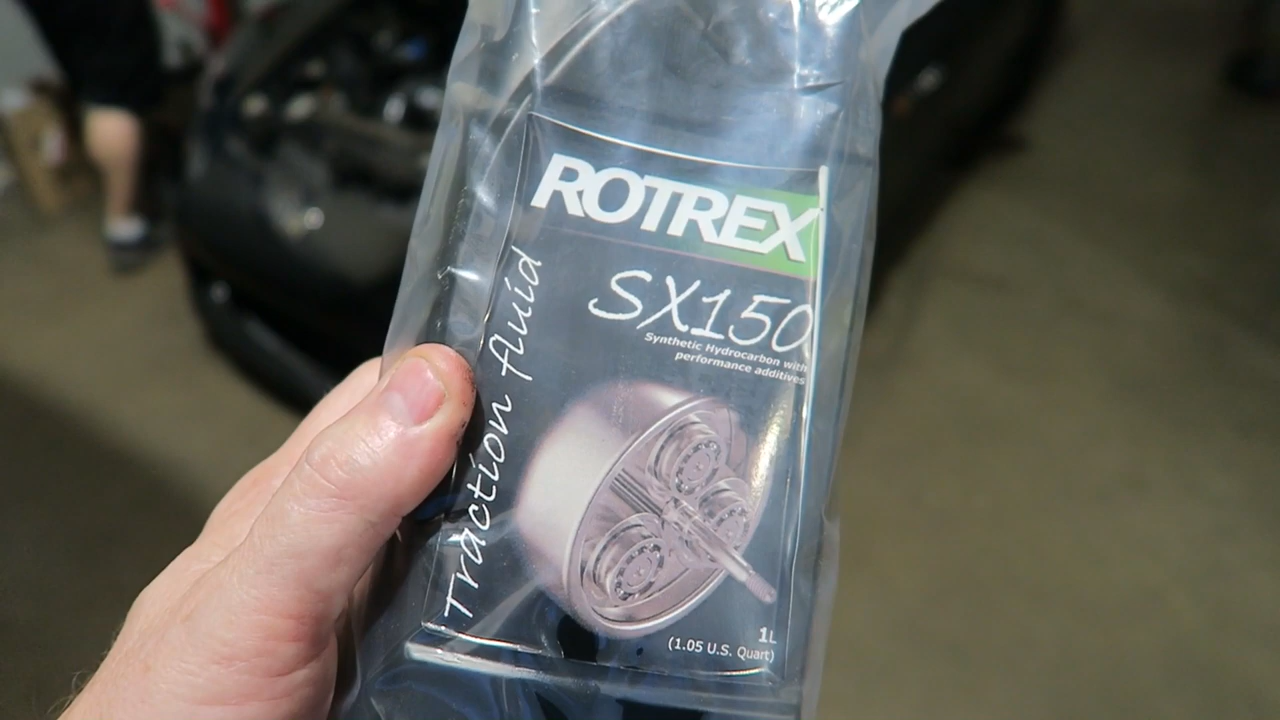 ROTREX
SX150
Synthetic Hydrocarbon with
performance additives
Traction fluid
1L
(1.05 U.S. Quart)